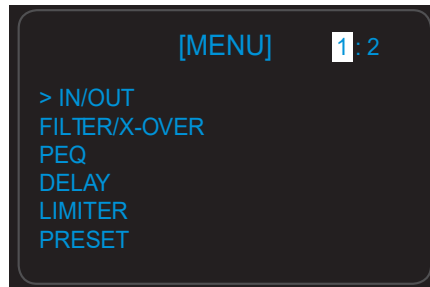 [MENU] 1 : 2
> IN/OUT
FILTER/X-OVER
PEQ
DELAY
LIMITER
PRESET